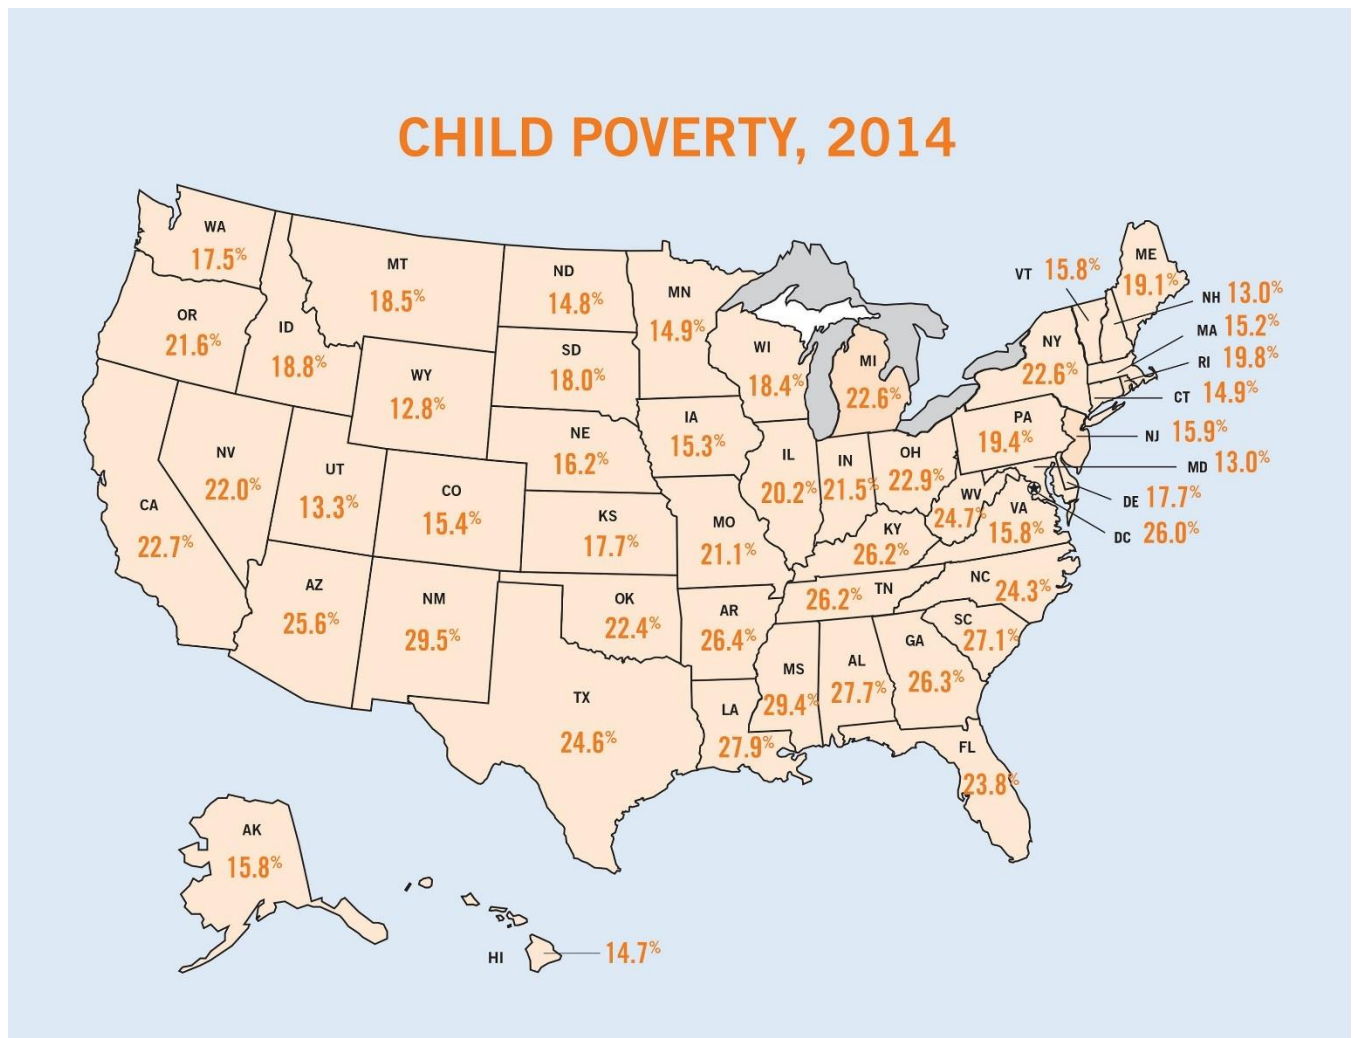 CHILD POVERTY, 2014
WA
17.5%
OR
21.6%
CA
22.7%
NV
22.0%
ID
18.8%
MT
18.5%
WY
12.8%
UT
13.3%
CO
15.4%
AZ
25.6%
NM
29.5%
ND
14.8%
SD
18.0%
NE
16.2%
KS
17.7%
OK
22.4%
TX
24.6%
MN
14.9%
IA
15.3%
MO
21.1%
AR
26.4%
LA
27.9%
WI
18.4%
IL
20.2%
MI
22.6%
IN
21.5%
OH
22.9%
KY
26.2%
TN
26.2%
MS
29.4%
AL
27.7%
GA
26.3%
FL
23.8%
SC
27.1%
NC
24.3%
VA
15.8%
WV
24.7%
PA
19.4%
NY
22.6%
VT 15.8%
ME
19.1%
NH 13.0%
MA 15.2%
RI 19.8%
CT 14.9%
NJ 15.9%
MD 13.0%
DE 17.7%
DC 26.0%
AK
15.8%
HI 14.7%